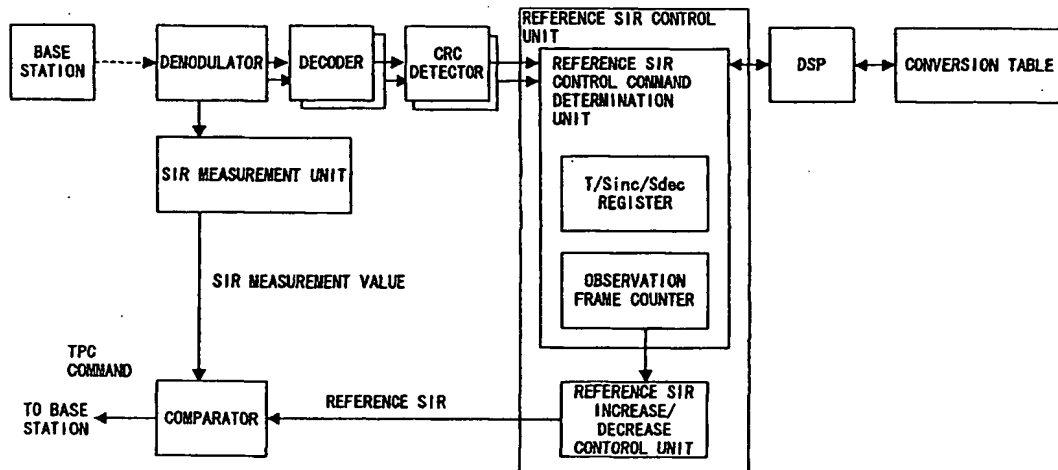 REFERENCE SIR CONTROL
UNIT
BASE
STATION
DEMODULATOR
DECODER
CRC
DETECTOR
REFERENCE SIR
CONTROL COMMAND
DETERMINATION
UNIT
DSP
CONVERSION TABLE
SIR MEASUREMENT UNIT
T/Sinc/Sdec
REGISTER
SIR MEASUREMENT VALUE
OBSERVATION
FRAME COUNTER
TPC
COMMAND
TO BASE
STATION
COMPARATOR
REFERENCE SIR
REFERENCE SIR
INCREASE/
DECREASE
CONTOROL UNIT